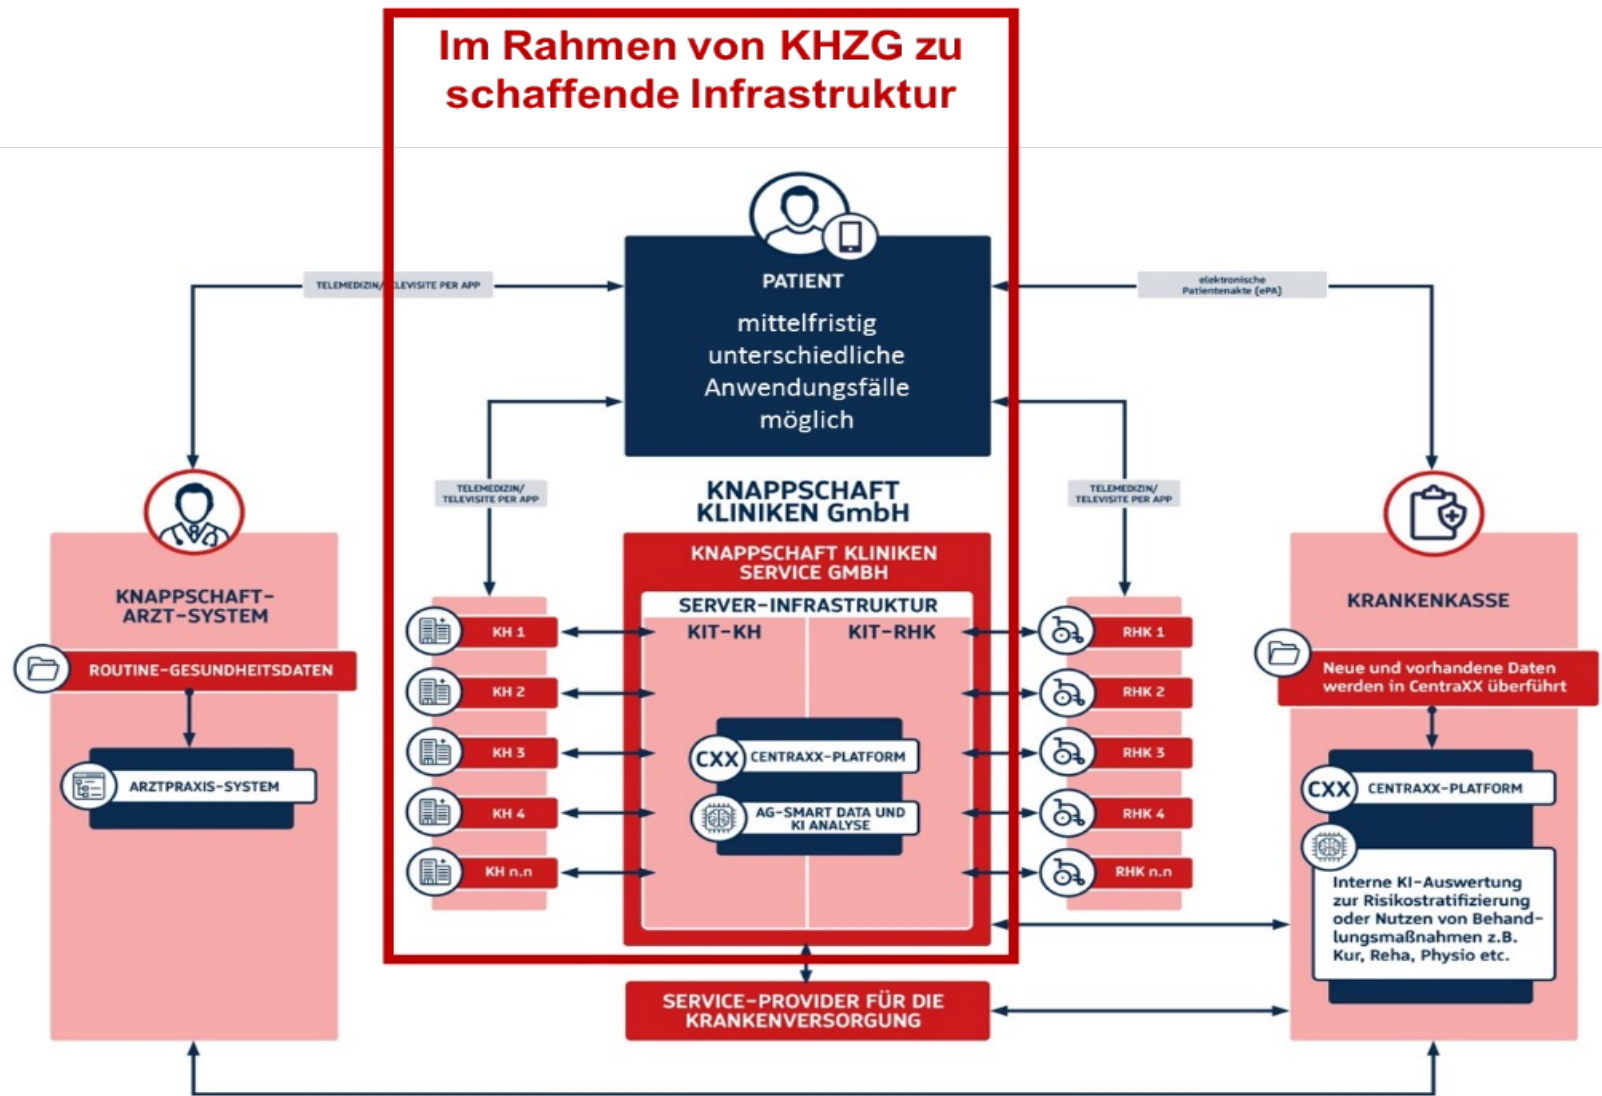 Im Rahmen von KHZG zu
schaffende Infrastruktur
TELEMEDIZIN/TELEVISITE PER APP
PATIENT
mittelfristig
unterschiedliche
Anwendungsfälle
möglich
elektronische
Patientenakte (ePA)
TELEMEDIZIN/
TELEVISITE PER APP
KNAPPSCHAFT
KLINIKEN GmbH
TELEMEDIZIN/
TELEVISITE PER APP
KNAPPSCHAFT-
ARZT-SYSTEM
ROUTINE-GESUNDHEITSDATEN
ARZTPRAXIS-SYSTEM
KH 1
KH 2
KH 3
KH 4
KH n.n
KNAPPSCHAFT KLINIKEN
SERVICE GMBH
SERVER-INFRASTRUKTUR
KIT-KH
KIT-RHK
CXX
CENTRAXX-PLATFORM
AG-SMART DATA UND
KI ANALYSE
RHK 1
RHK 2
RHK 3
RHK 4
RHK n.n
KRANKENKASSE
Neue und vorhandene Daten
werden in CentraXX überführt
CXX
CENTRAXX-PLATFORM
Interne KI-Auswertung
zur Risikostratifizierung
oder Nutzen von Behand-
lungsmaßnahmen z.B.
Kur, Reha, Physio etc.
SERVICE-PROVIDER FÜR DIE
KRANKENVERSORGUNG